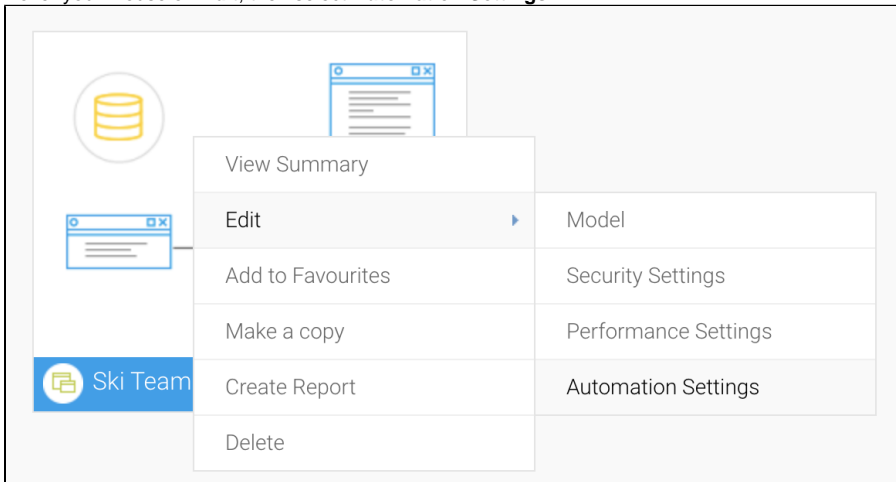 View Summary
Edit
Model
Add to Favourites
Security Settings
Make a copy
Performance Settings
Ski Team
Create Report
Automation Settings
Delete